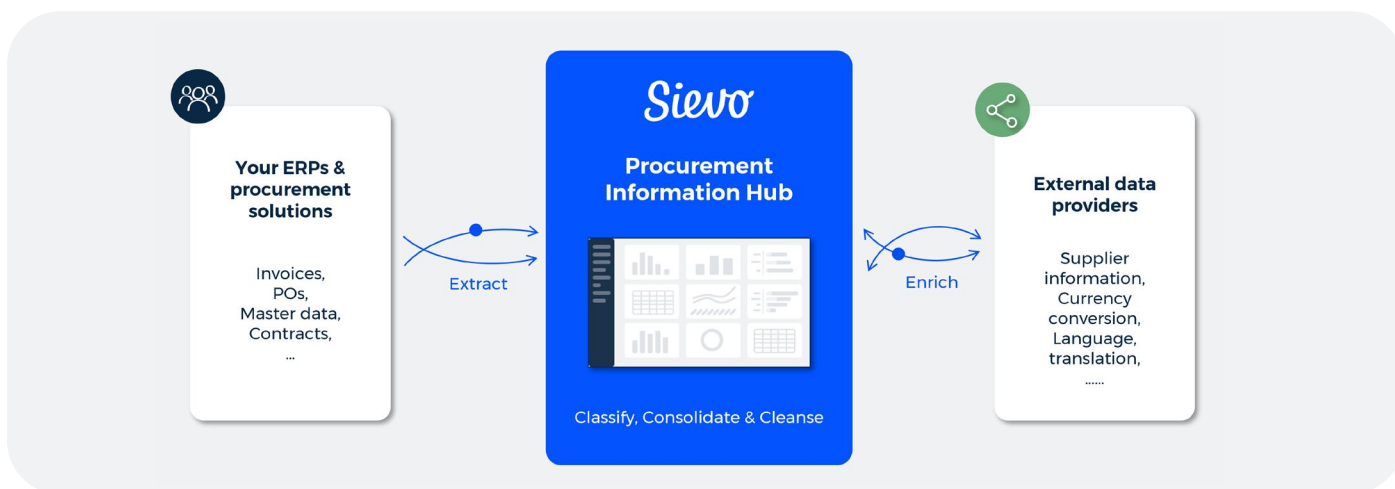 Your ERPs &
procurement
solutions
Invoices,
POs,
Master data,
Contracts,
...
Extract
Sievo
Procurement
Information Hub
Classify, Consolidate & Cleanse
Enrich
External data
providers
Supplier
information,
Currency
conversion,
Language,
translation,
......